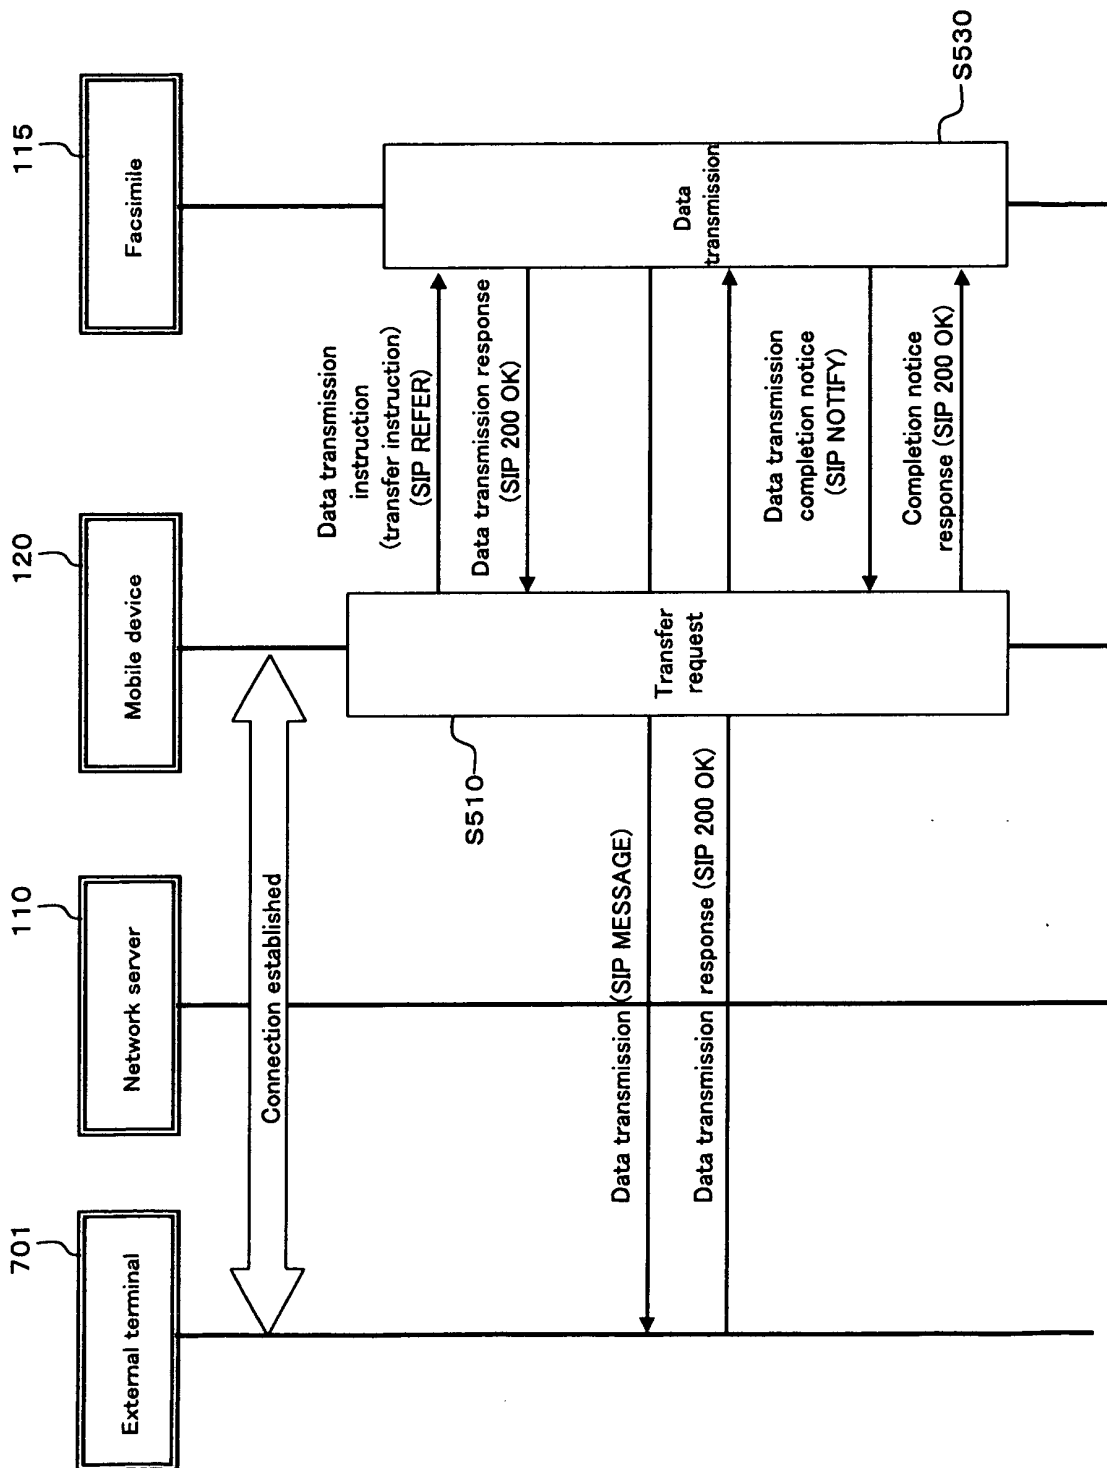 701
External terminal
110
Network server
120
Mobile device
115
Facsimile
Connection established
Data transmission
instruction
(transfer instruction)
(SIP REFER)
Data transmission response
(SIP 200 OK)
S510
Transfer
request
Data
transmission
S530
Data transmission (SIP MESSAGE)
Data transmission response (SIP 200 OK)
Data transmission
completion notice
(SIP NOTIFY)
Completion notice
response (SIP 200 OK)